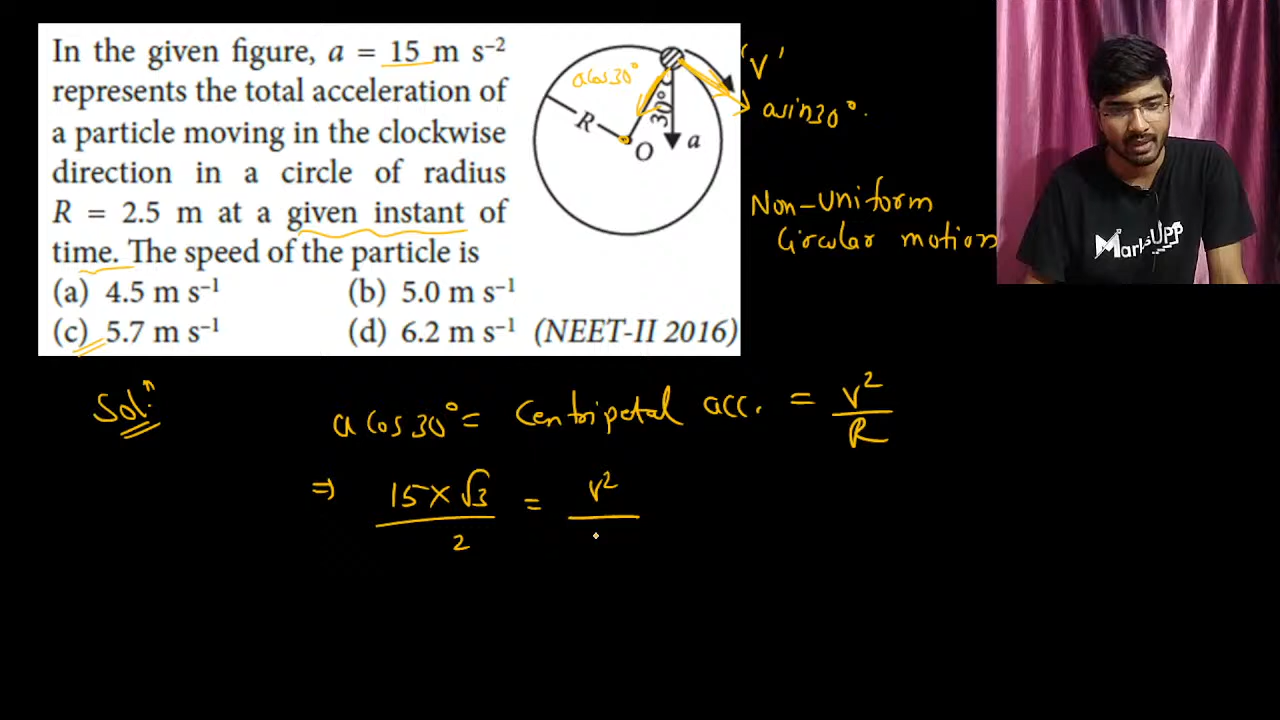 In the given figure, a = 15 m s⁻²
represents the total acceleration of
a particle moving in the clockwise
direction in a circle of radius
R = 2.5 m at a given instant of
time. The speed of the particle is
(a) 4.5 m s⁻¹ (b) 5.0 m s⁻¹
(c) 5.7 m s⁻¹ (d) 6.2 m s⁻¹ (NEET-II 2016)
a cos 30°
R
30°
O
a
'V'
a sin 30°.
Non-uniform
Circular motion
MarksUpp
Solⁿ:
a cos 30° = Centripetal acc. = v²/R
⇒ 15×√3/2 = v²